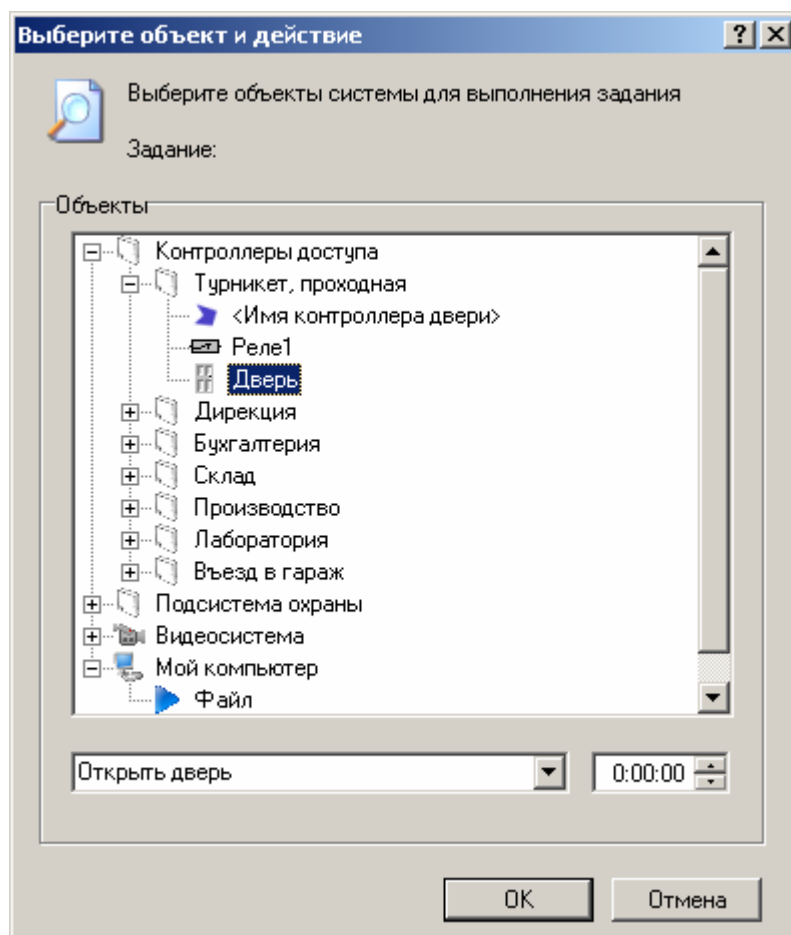 Выберите объект и действие
Выберите объекты системы для выполнения задания
Задание:
Объекты
Контроллеры доступа
Турникет, проходная
<Имя контроллера двери>
Реле1
Дверь
Дирекция
Бухгалтерия
Склад
Производство
Лаборатория
Въезд в гараж
Подсистема охраны
Видеосистема
Мой компьютер
Файл
Открыть дверь 0:00:00
OK Отмена